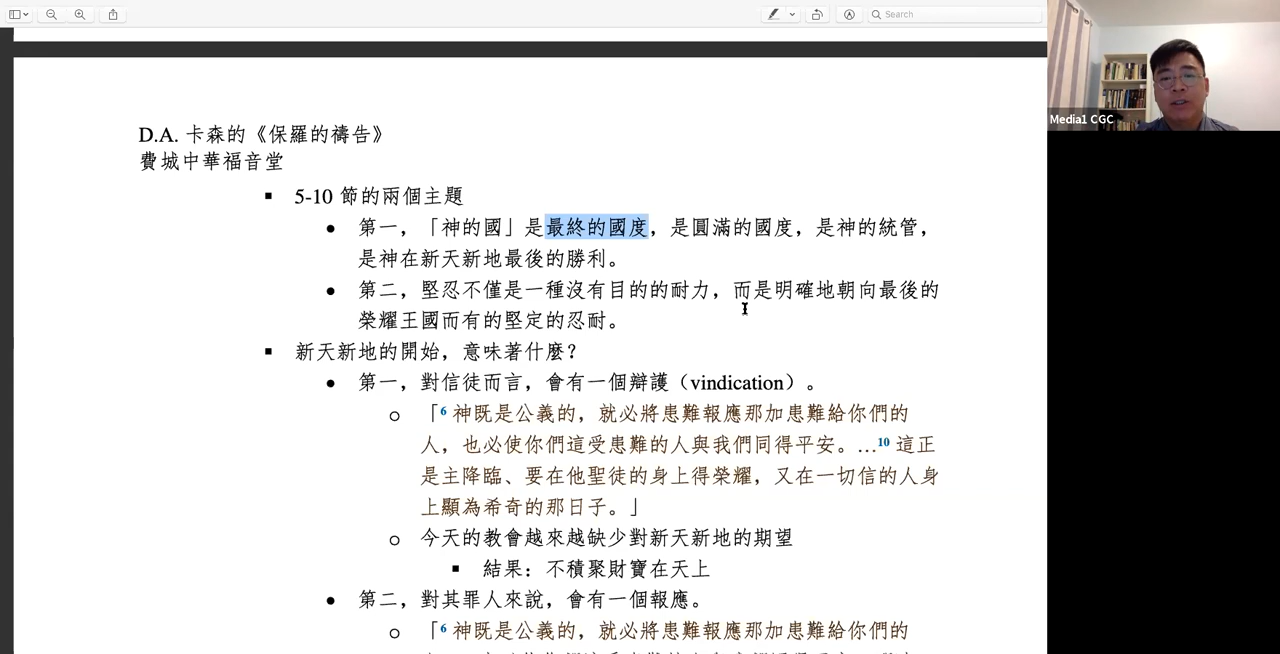 Search
Media1 CGC
D.A. 卡森的《保羅的禱告》
費城中華福音堂
▪ 5-10 節的兩個主題
• 第一，「神的國」是最終的國度，是圓滿的國度，是神的統管，
是神在新天新地最後的勝利。
• 第二，堅忍不僅是一種沒有目的的耐力，而是明確地朝向最後的
榮耀王國而有的堅定的忍耐。
▪ 新天新地的開始，意味著什麼？
• 第一，對信徒而言，會有一個辯護（vindication）。
o 「6 神既是公義的，就必將患難報應那加患難給你們的
人，也必使你們這受患難的人與我們同得平安。…10 這正
是主降臨、要在他聖徒的身上得榮耀，又在一切信的人身
上顯為希奇的那日子。」
o 今天的教會越來越缺少對新天新地的期望
▪ 結果：不積聚財寶在天上
• 第二，對其罪人來說，會有一個報應。
o 「6 神既是公義的，就必將患難報應那加患難給你們的